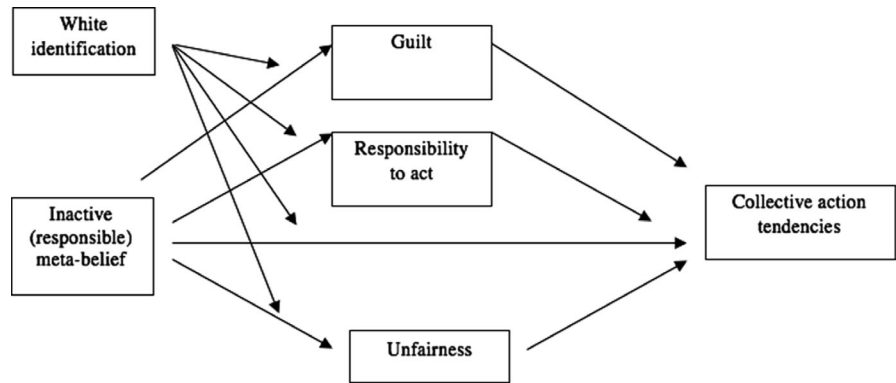 White
identification
Guilt
Responsibility
to act
Inactive
(responsible)
meta-belief
Collective action
tendencies
Unfairness